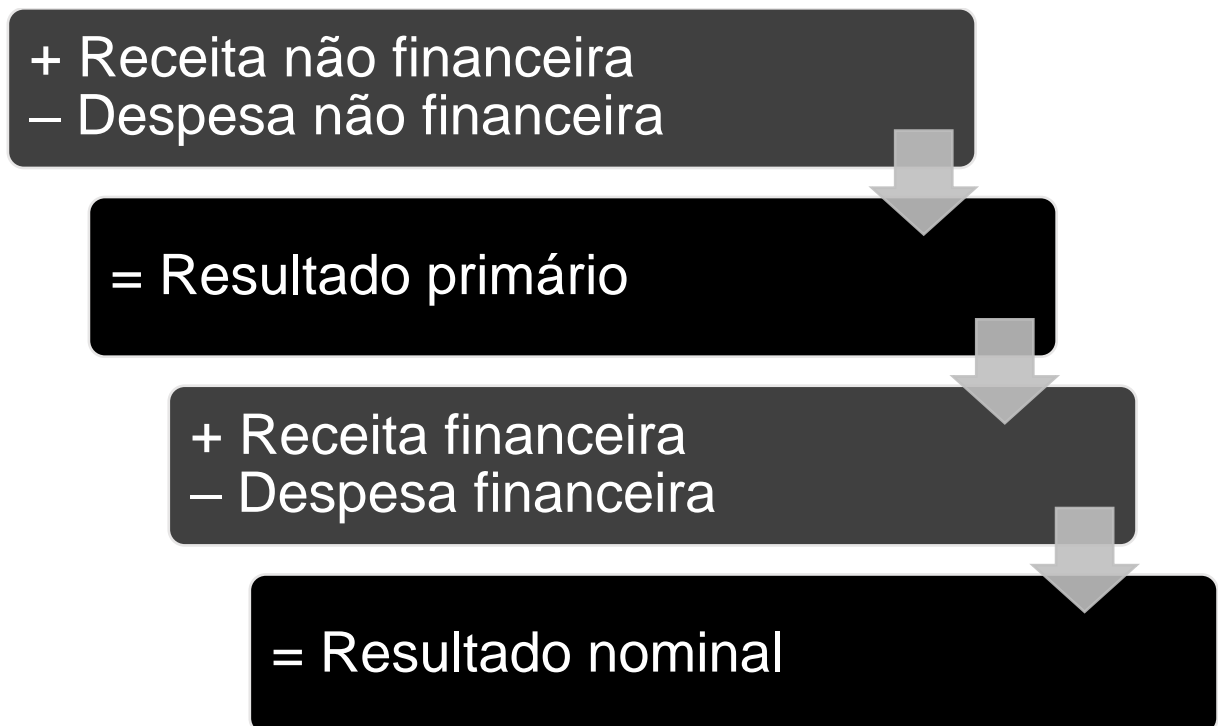 + Receita não financeira
– Despesa não financeira
= Resultado primário
+ Receita financeira
– Despesa financeira
= Resultado nominal